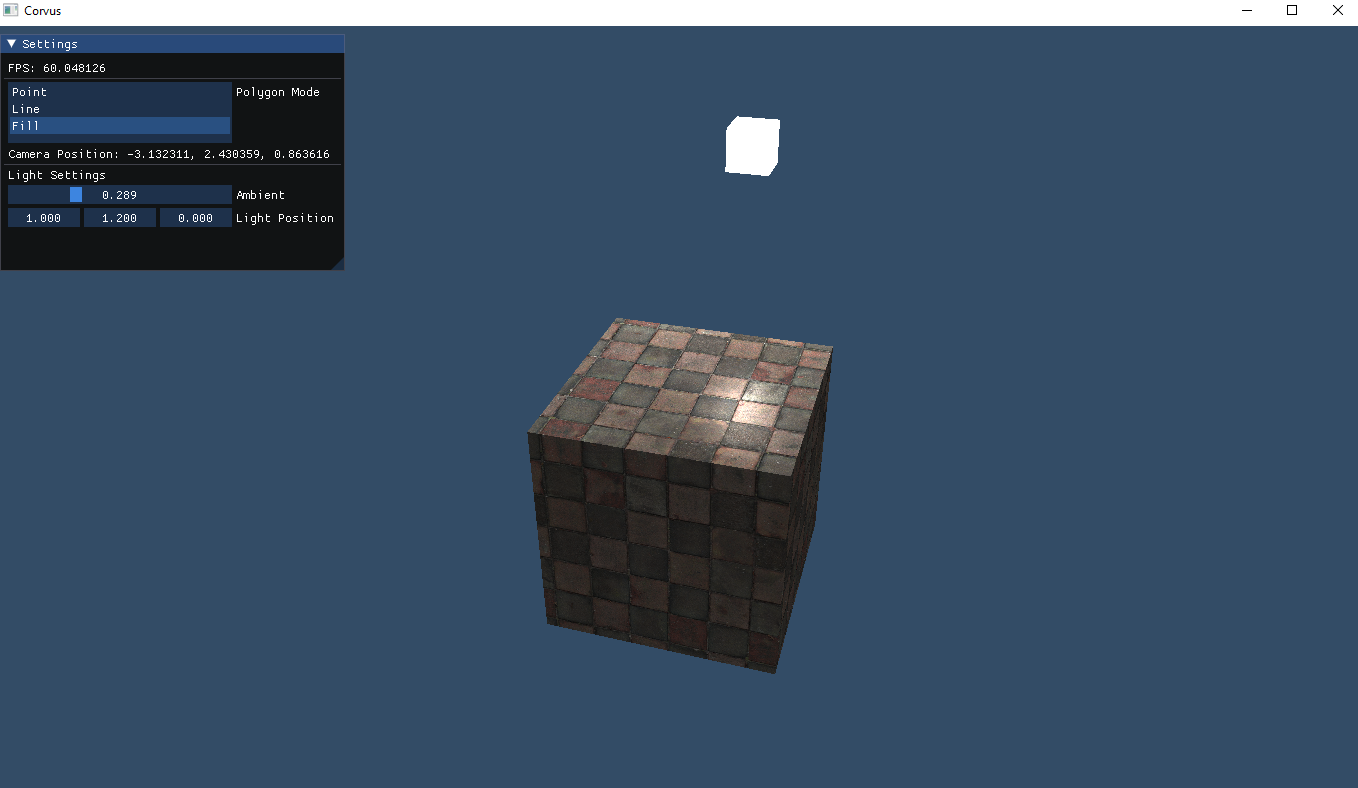 Corvus
Settings
FPS: 60.048126
Point Polygon Mode
Line
Fill
Camera Position: -3.132311, 2.430359, 0.863616
Light Settings
0.289 Ambient
1.000 1.200 0.000 Light Position